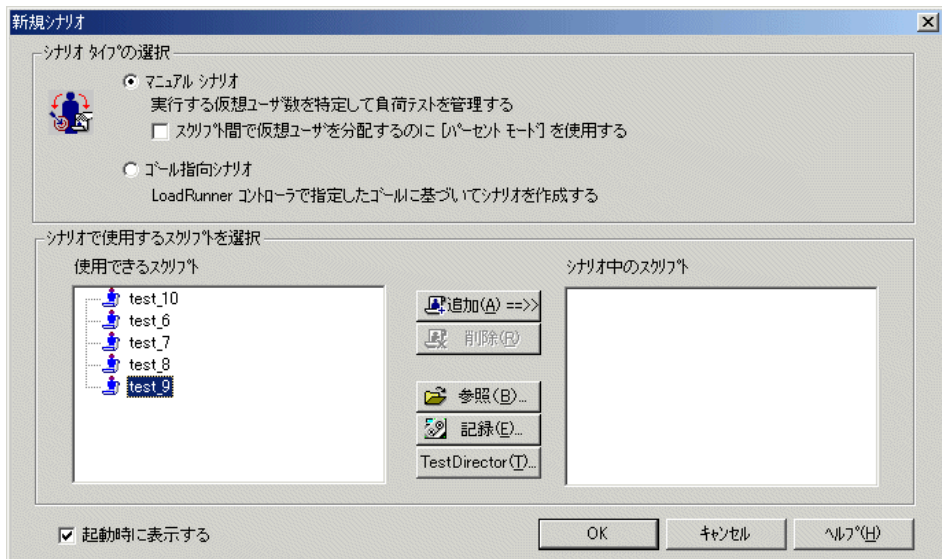 新規シナリオ
シナリオ タイプの選択
マニュアル シナリオ
実行する仮想ユーザ数を特定して負荷テストを管理する
スクリプト間で仮想ユーザを分配するのに [パーセント モード] を使用する
ゴール指向シナリオ
LoadRunner コントローラで指定したゴールに基づいてシナリオを作成する
シナリオで使用するスクリプトを選択
使用できるスクリプト
シナリオ中のスクリプト
test_10
test_6
test_7
test_8
test_9
追加(A) ==>>
削除(R)
参照(B)...
記録(E)...
TestDirector(T)...
起動時に表示する
OK
キャンセル
ヘルプ(H)